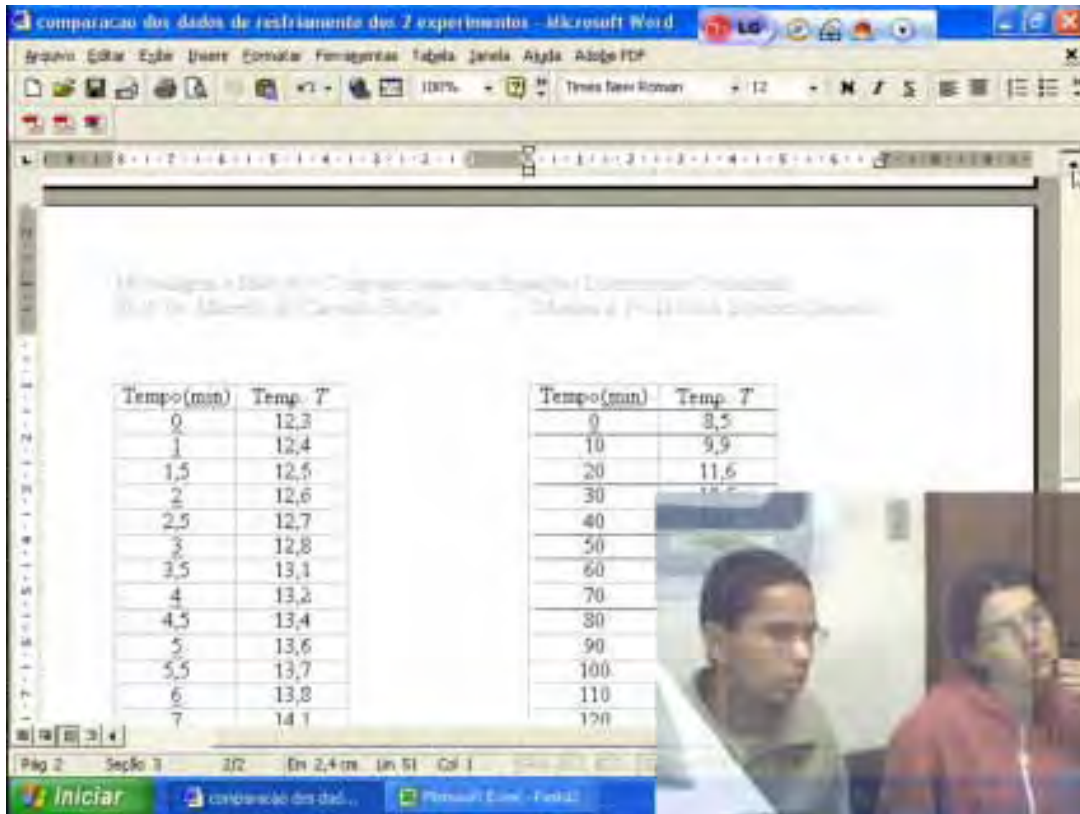 comparacao dos dados de resfriamento dos 2 experimentos - Microsoft Word
LG
Arquivo Editar Exibir Inserir Formatar Ferramentas Tabela Janela Ajuda Adobe PDF
100% Times New Roman 12 N I S
Tempo(min) Temp. T Tempo(min) Temp. T
0 12,3 0 8,5
1 12,4 10 9,9
1,5 12,5 20 11,6
2 12,6 30
2,5 12,7 40
3 12,8 50
3,5 13,1 60
4 13,2 70
4,5 13,4 80
5 13,6 90
5,5 13,7 100
6 13,8 110
7 14,1 120
Pág 2 Seção 3 2/2 Em 2,4 cm Lin 51 Col 1
Iniciar comparacao dos dad... Microsoft Excel